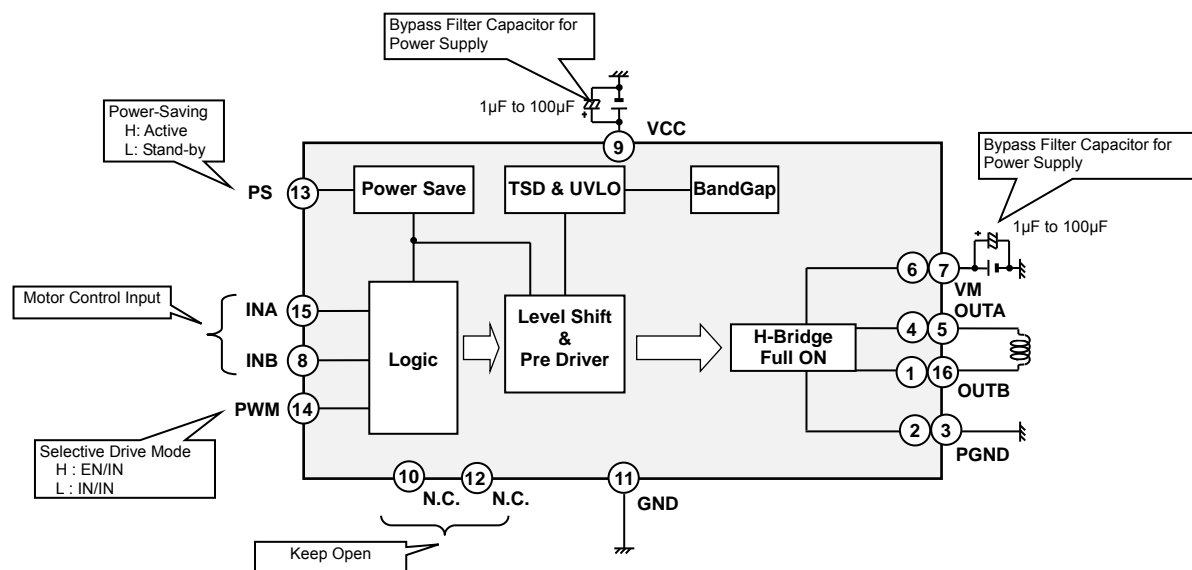 Bypass Filter Capacitor for
Power Supply
1μF to 100μF
+
VCC
9
Power-Saving
H: Active
L: Stand-by
Bypass Filter Capacitor for
Power Supply
PS
13
Power Save
TSD & UVLO
BandGap
+
1μF to 100μF
6
7
VM
Motor Control Input
INA
15
INB
8
PWM
14
Logic
Level Shift
&
Pre Driver
H-Bridge
Full ON
OUTA
4
5
1
16
OUTB
2
3
PGND
Selective Drive Mode
H : EN/IN
L : IN/IN
10
N.C.
12
N.C.
11
GND
Keep Open